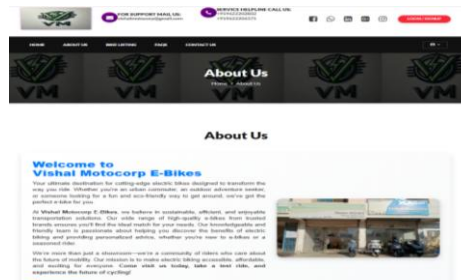 VM
FOR SUPPORT MAIL US:
SERVICE HELPLINE CALL US:
LOGIN / SIGNUP
HOME ABOUT US BIKE LISTING FAQS CONTACT US
VM VM VM VM
About Us
Home > About Us
About Us
Welcome to
Vishal Motocorp E-Bikes
Your ultimate destination for cutting-edge electric bikes designed to transform the
way you ride. Whether you're an urban commuter, an outdoor adventure seeker,
or someone looking for a fun and eco-friendly way to get around, we've got the
perfect e-bike for you.
At Vishal Motocorp E-Bikes, we believe in sustainable, efficient, and enjoyable
transportation solutions. Our wide range of high-quality e-bikes from trusted
brands ensures you'll find the ideal match for your needs. Our knowledgeable and
friendly team is passionate about helping you discover the benefits of electric
biking and providing personalized advice, whether you're new to e-bikes or a
seasoned rider.
We're more than just a showroom—we're a community of riders who care about
the future of mobility. Our mission is to make electric biking accessible, affordable,
and exciting for everyone. Come visit us today, take a test ride, and
experience the future of cycling!